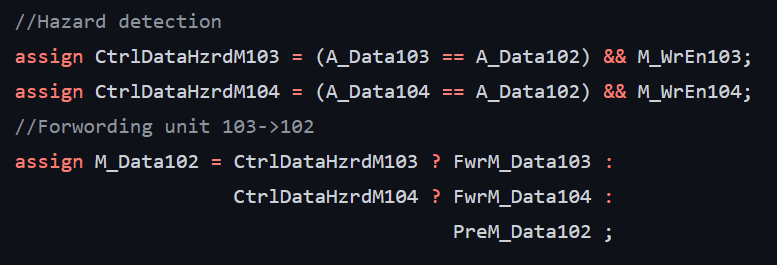 //Hazard detection
assign CtrlDataHzrdM103 = (A_Data103 == A_Data102) && M_WrEn103;
assign CtrlDataHzrdM104 = (A_Data104 == A_Data102) && M_WrEn104;
//Forwording unit 103->102
assign M_Data102 = CtrlDataHzrdM103 ? FwrM_Data103 :
CtrlDataHzrdM104 ? FwrM_Data104 :
PreM_Data102 ;